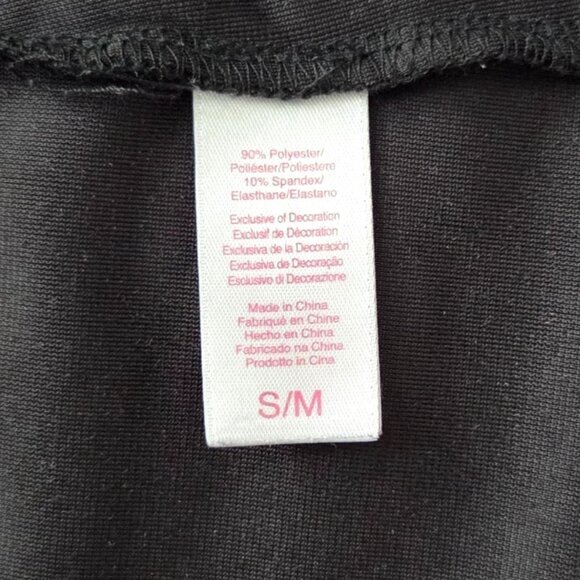 90% Polyester/
Poliéster/Poliestere
10% Spandex/
Elasthane/Elastano
Exclusive of Decoration
Exclusif de Décoration
Exclusiva de la Decoración
Exclusiva de Decoração
Esclusivo di Decorazione
Made in China
Fabriqué en Chine
Hecho en China
Fabricado na China
Prodotto in Cina
S/M